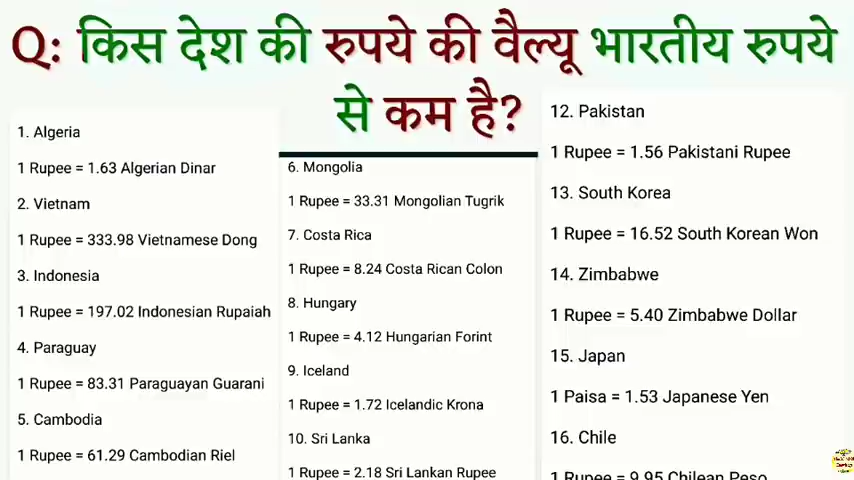 Q: किस देश की रुपये की वैल्यू भारतीय रुपये
से कम है?
1. Algeria
1 Rupee = 1.63 Algerian Dinar
2. Vietnam
1 Rupee = 333.98 Vietnamese Dong
3. Indonesia
1 Rupee = 197.02 Indonesian Rupaiah
4. Paraguay
1 Rupee = 83.31 Paraguayan Guarani
5. Cambodia
1 Rupee = 61.29 Cambodian Riel
6. Mongolia
1 Rupee = 33.31 Mongolian Tugrik
7. Costa Rica
1 Rupee = 8.24 Costa Rican Colon
8. Hungary
1 Rupee = 4.12 Hungarian Forint
9. Iceland
1 Rupee = 1.72 Icelandic Krona
10. Sri Lanka
1 Rupee = 2.18 Sri Lankan Rupee
12. Pakistan
1 Rupee = 1.56 Pakistani Rupee
13. South Korea
1 Rupee = 16.52 South Korean Won
14. Zimbabwe
1 Rupee = 5.40 Zimbabwe Dollar
15. Japan
1 Paisa = 1.53 Japanese Yen
16. Chile
1 Rupee = 9.95 Chilean Peso